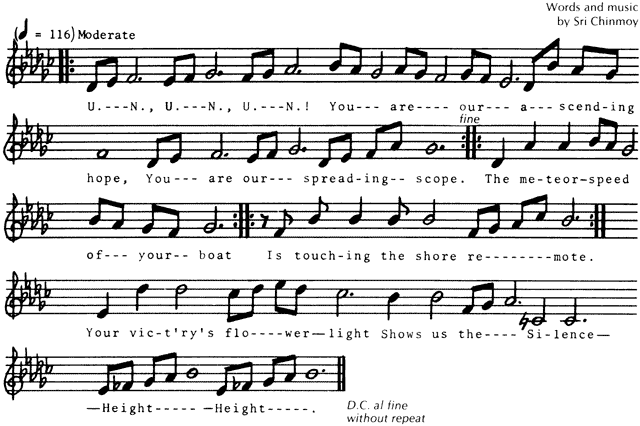 Words and music
by Sri Chinmoy
(♩ = 116) Moderate
U.---N., U.---N., U.---N.! You--- are---- our--- a---scend-ing
fine
hope, You--- are our--- spread-ing-- scope. The me-teor-speed
of--- your-- boat Is touch-ing the shore re--------mote.
Your vic-t'ry's flo----wer—light Shows us the---- Si-lence—
—Height----- —Height-----.
D.C. al fine
without repeat